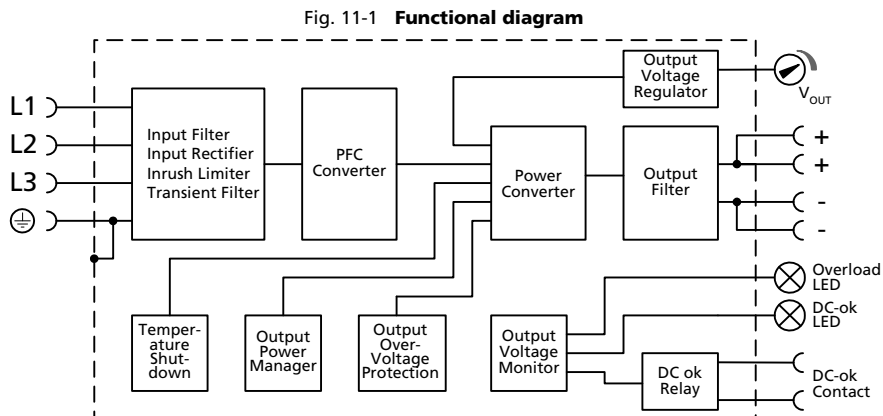 Fig. 11-1 Functional diagram
Output
Voltage
Regulator
V OUT
L1
L2
L3
Input Filter
Input Rectifier
Inrush Limiter
Transient Filter
PFC
Converter
Power
Converter
Output
Filter
+
+
-
-
Overload
LED
DC-ok
LED
Temper-
ature
Shut-
down
Output
Power
Manager
Output
Over-
Voltage
Protection
Output
Voltage
Monitor
DC ok
Relay
DC-ok
Contact